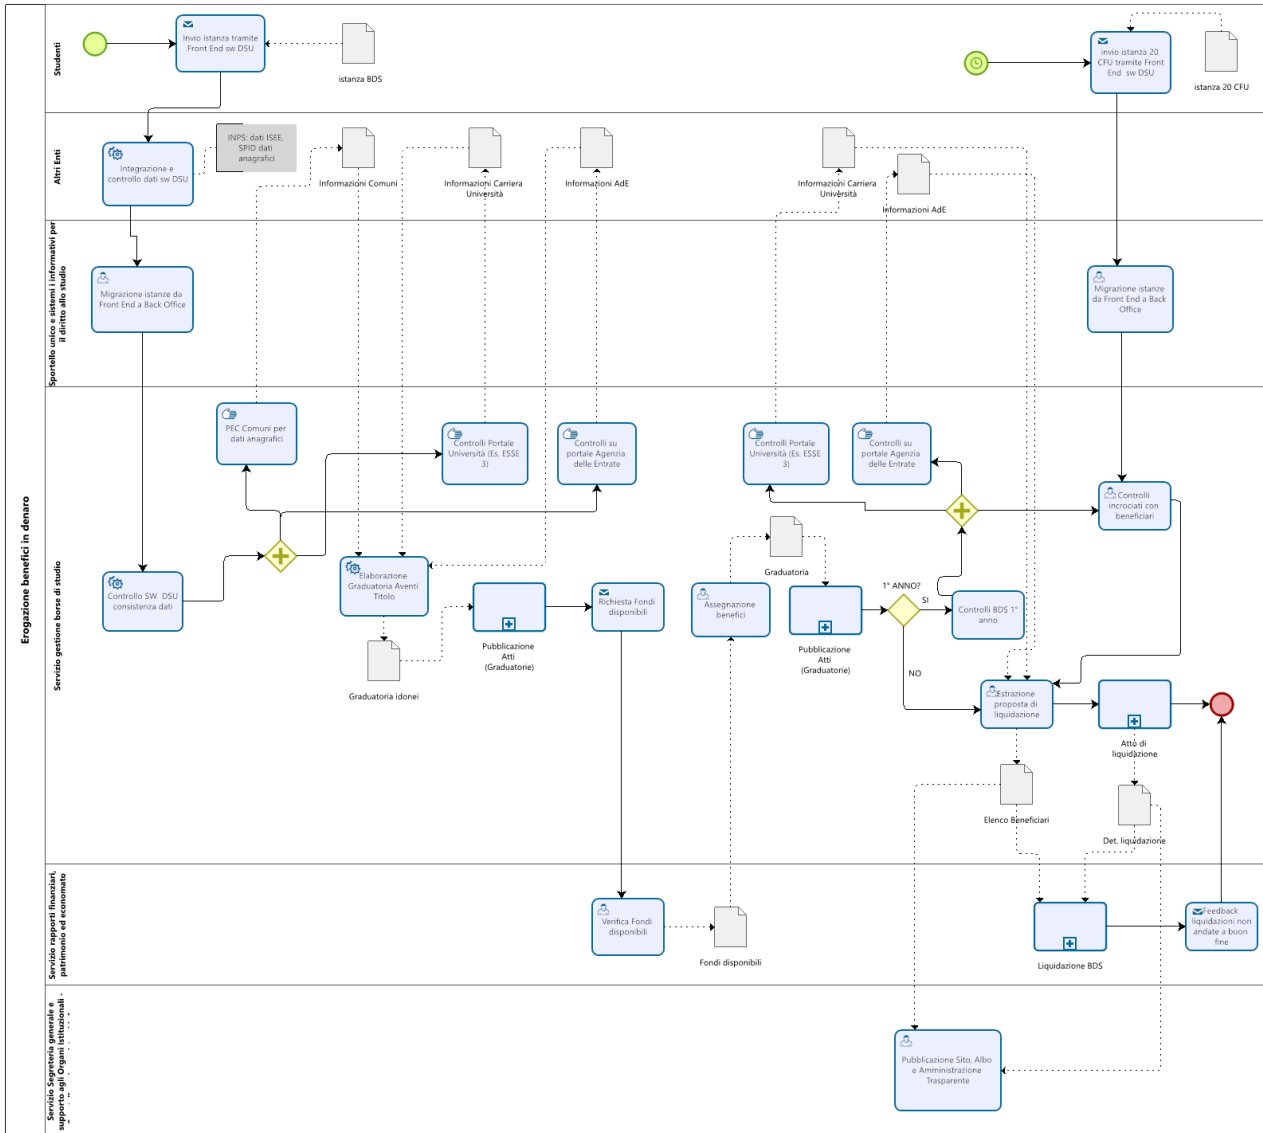 Erogazione benefici in denaro
Studenti
Invio istanza tramite
Front End sw DSU
istanza BDS
invio istanza 20
CFU tramite Front
End sw DSU
istanza 20 CFU
Altri Enti
Integrazione e
controllo dati sw DSU
INPS: dati ISEE,
SPID dati
anagrafici
Informazioni Comuni
Informazioni Carriera
Università
Informazioni AdE
Informazioni Carriera
Università
Informazioni AdE
Sportello unico e sistemi i informativi per
il diritto allo studio
Migrazione istanze da
Front End a Back Office
Migrazione istanze
da Front End a Back
Office
Servizio gestione borse di studio
PEC Comuni per
dati anagrafici
Controlli Portale
Università (Es. ESSE
3)
Controlli su
portale Agenzia
delle Entrate
Controlli Portale
Università (Es. ESSE
3)
Controlli su
portale Agenzia
delle Entrate
Controlli
incrociati con
beneficiari
Controllo SW DSU
consistenza dati
Elaborazione
Graduatoria Aventi
Titolo
Graduatoria idonei
Pubblicazione
Atti
(Graduatorie)
Richiesta Fondi
disponibili
Assegnazione
benefici
Graduatoria
Pubblicazione
Atti
(Graduatorie)
1° ANNO?
SI
NO
Controlli BDS 1°
anno
Estrazione
proposta di
liquidazione
Atto di
liquidazione
Elenco Beneficiari
Det. liquidazione
Servizio rapporti finanziari,
patrimonio ed economato
Verifica Fondi
disponibili
Fondi disponibili
Liquidazione BDS
Feedback
liquidazioni non
andate a buon
fine
Servizio Segreteria generale e
supporto agli Organi istituzionali -
Pubblicazione Sito, Albo
e Amministrazione
Trasparente